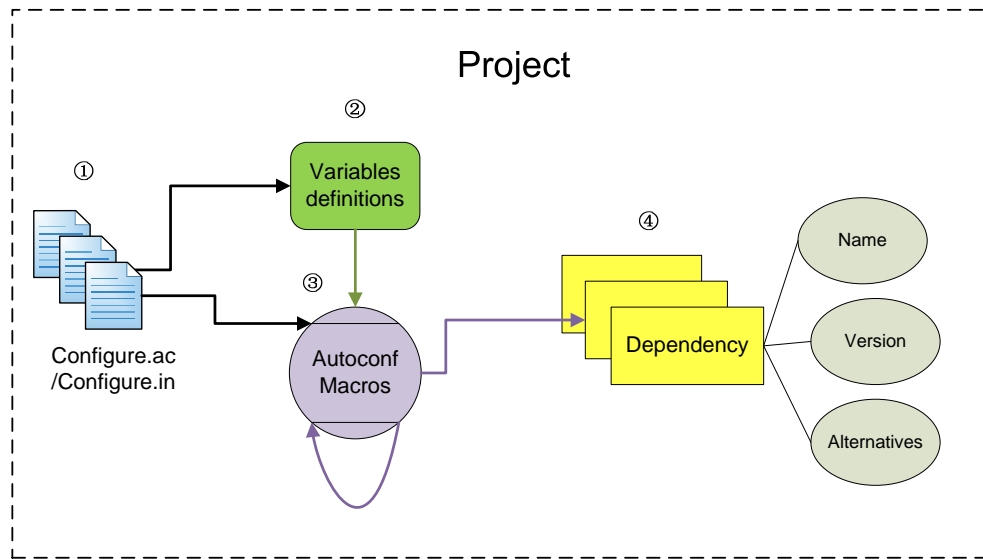 Project
①
②
Variables
definitions
Configure.ac
/Configure.in
③
Autoconf
Macros
④
Dependency
Name
Version
Alternatives